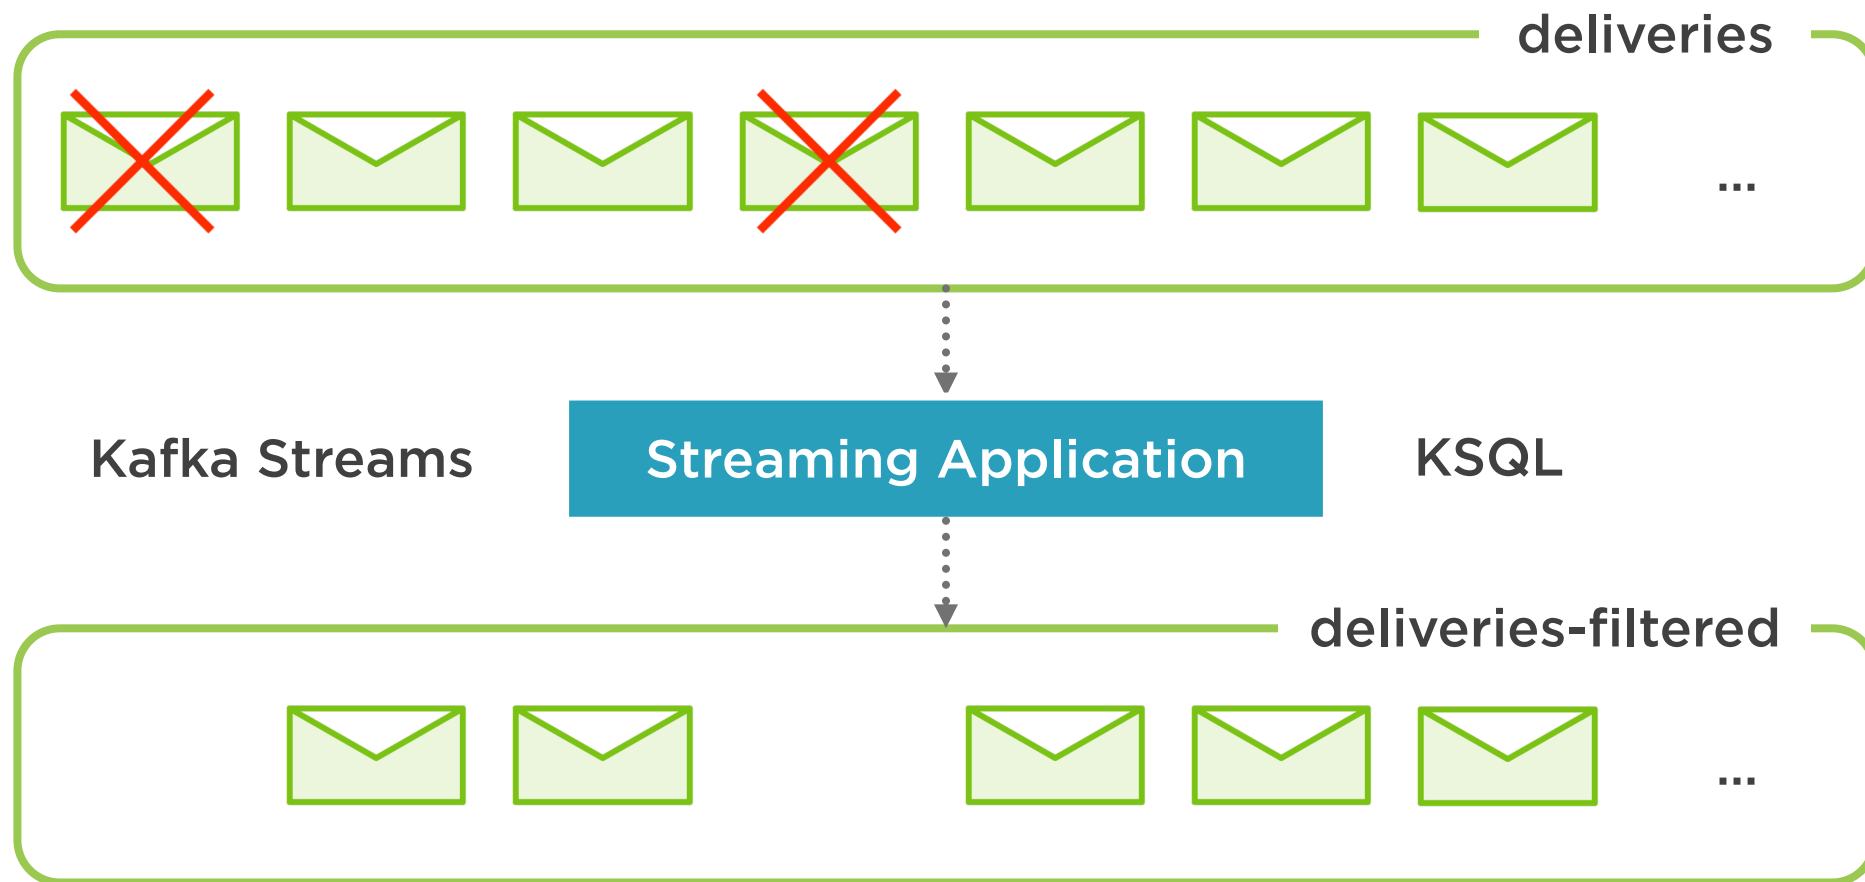 deliveries
...
Kafka Streams
Streaming Application
KSQL
deliveries-filtered
...